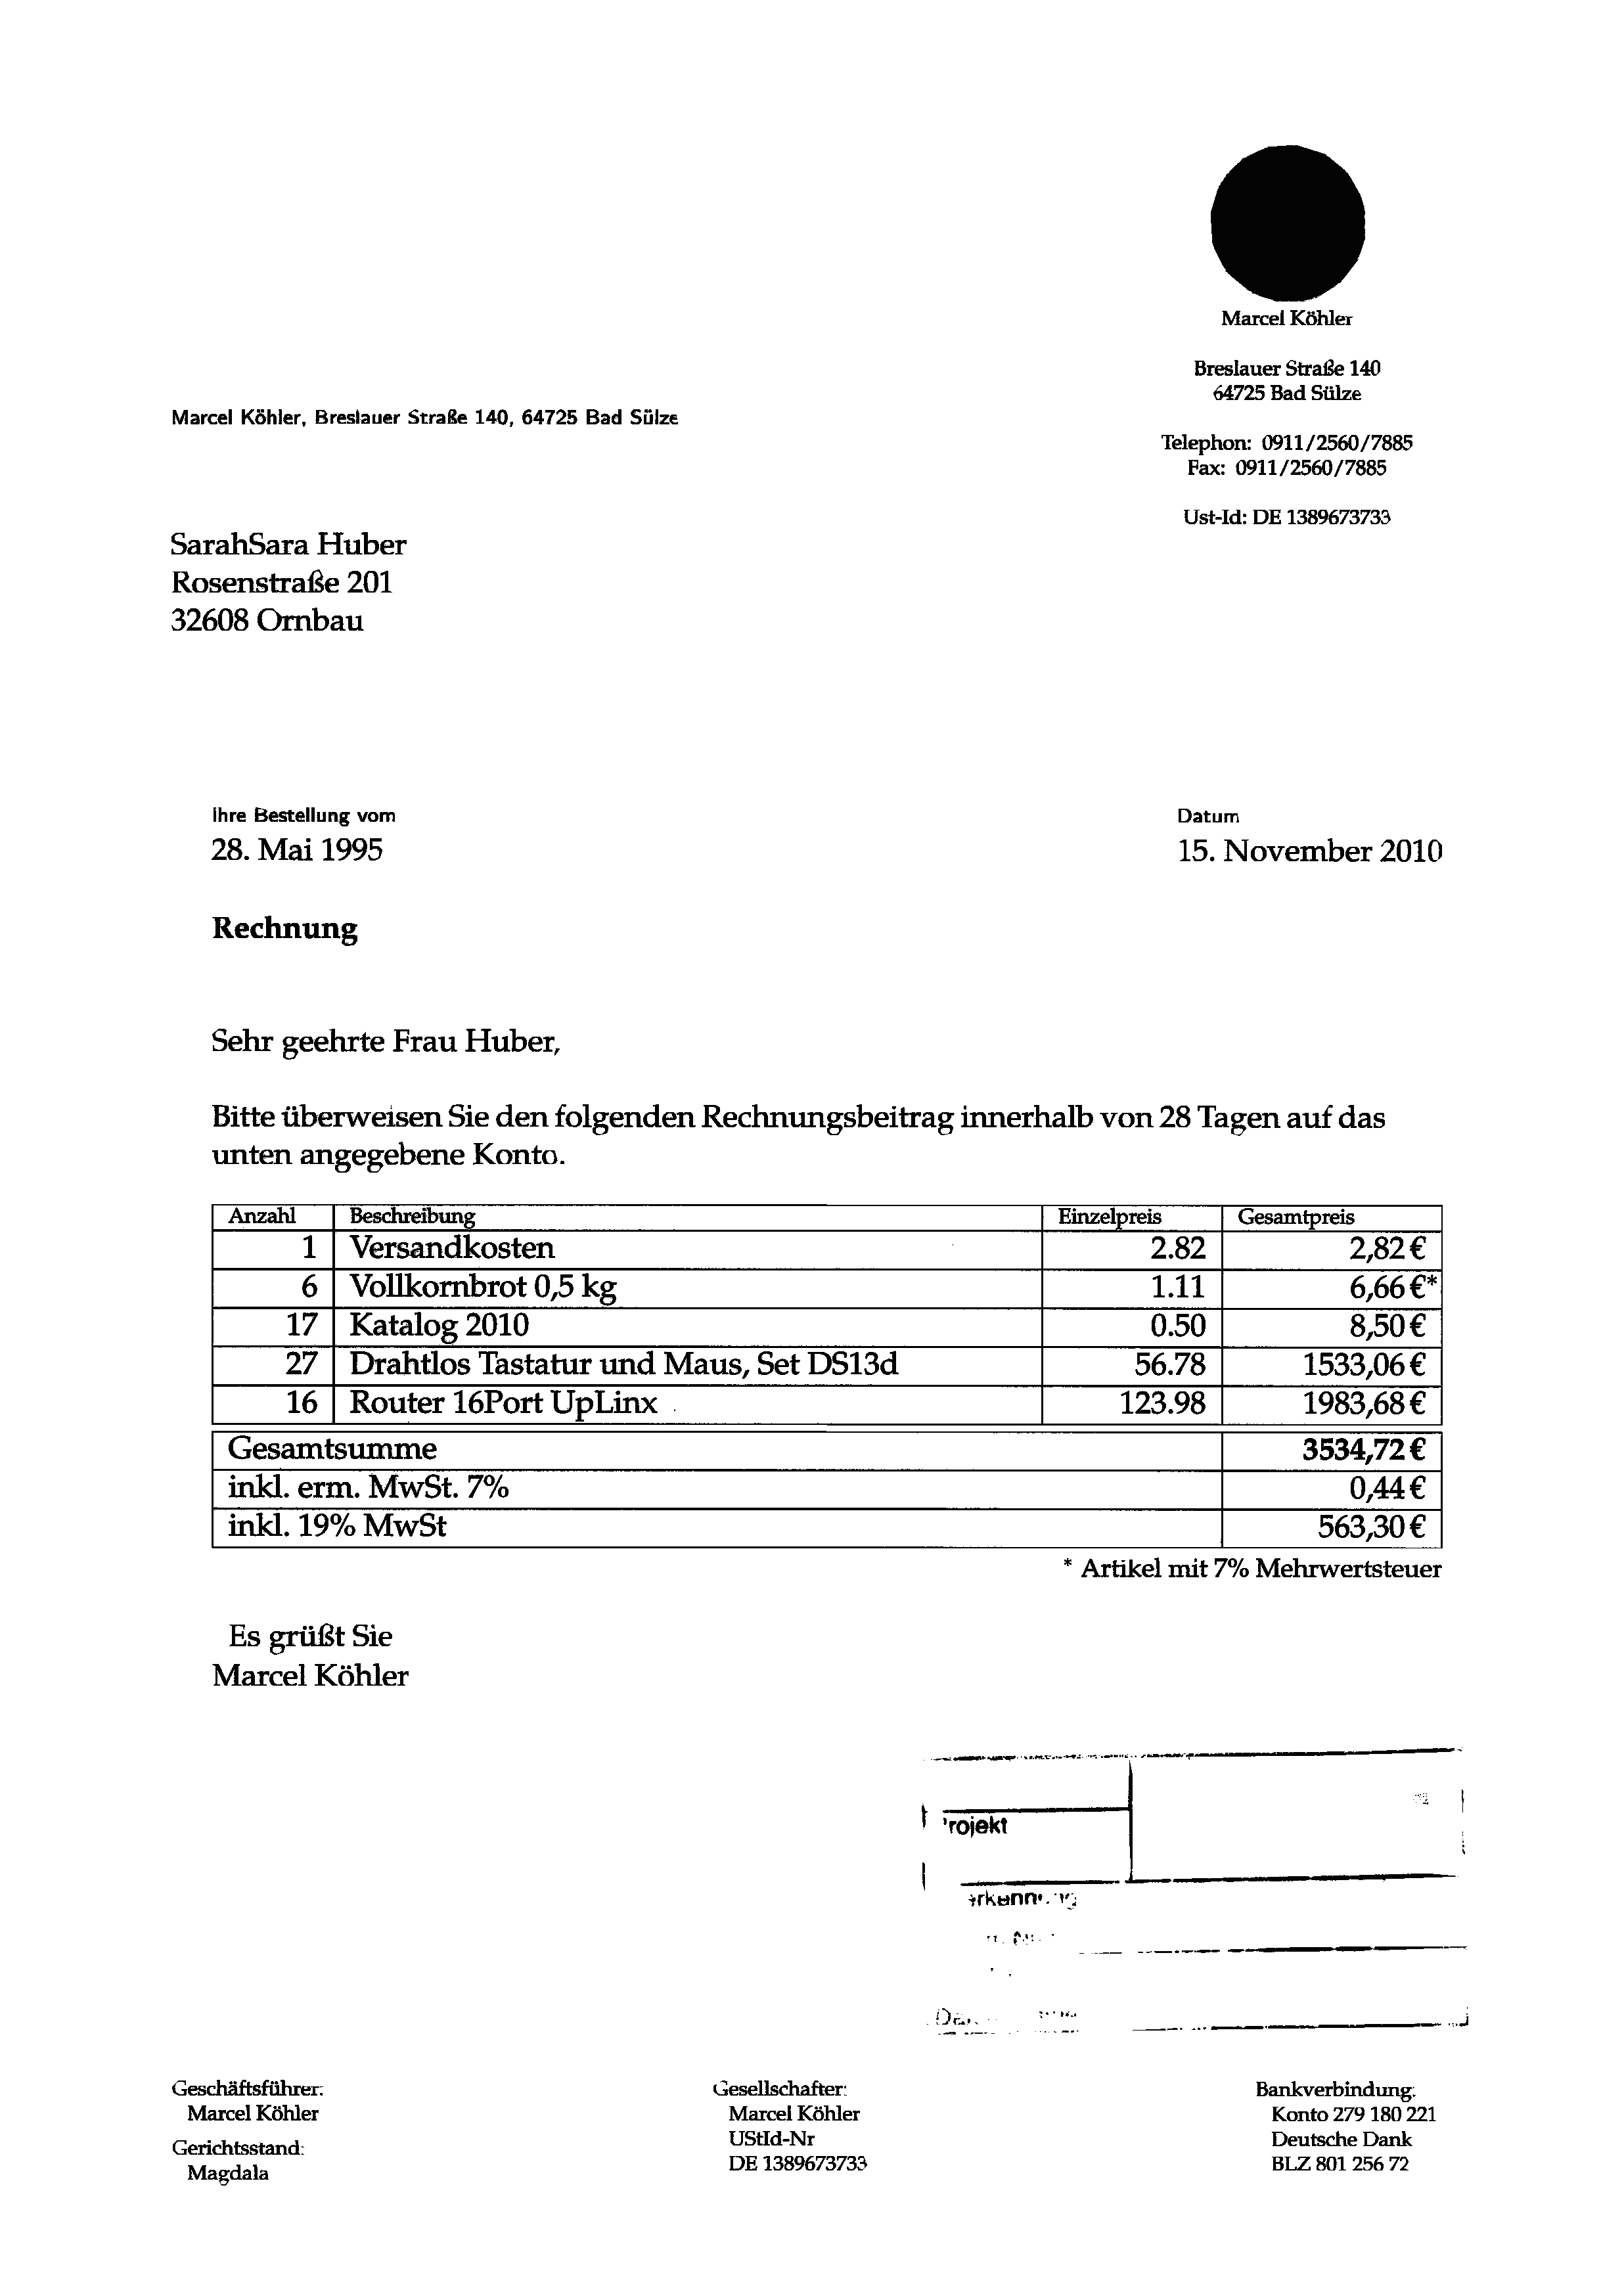 Marcel Köhler
Breslauer Straße 140
64725 Bad Sülze
Marcel Köhler, Breslauer Straße 140, 64725 Bad Sülze
Telephon: 0911/2560/7885
Fax: 0911/2560/7885
Ust-Id: DE 1389673733
SarahSara Huber
Rosenstraße 201
32608 Ornbau
Ihre Bestellung vom Datum
28. Mai 1995 15. November 2010
Rechnung
Sehr geehrte Frau Huber,
Bitte überweisen Sie den folgenden Rechnungsbeitrag innerhalb von 28 Tagen auf das
unten angegebene Konto.
Anzahl Beschreibung Einzelpreis Gesamtpreis
1 Versandkosten 2.82 2,82 €
6 Vollkornbrot 0,5 kg 1.11 6,66 €*
17 Katalog 2010 0.50 8,50 €
27 Drahtlos Tastatur und Maus, Set DS13d 56.78 1533,06 €
16 Router 16Port UpLinx 123.98 1983,68 €
Gesamtsumme 3534,72 €
inkl. erm. MwSt. 7% 0,44 €
inkl. 19% MwSt 563,30 €
* Artikel mit 7% Mehrwertsteuer
Es grüßt Sie
Marcel Köhler
rojekt
Geschäftsführer: Gesellschafter: Bankverbindung:
Marcel Köhler Marcel Köhler Konto 279 180 221
Gerichtsstand: UStId-Nr Deutsche Dank
Magdala DE 1389673733 BLZ 801 256 72